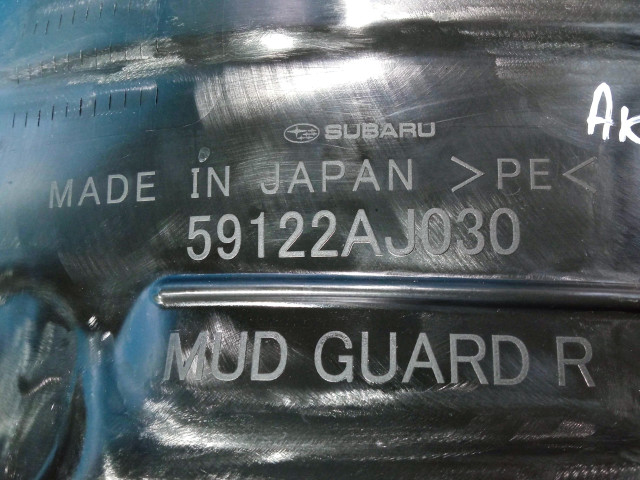 SUBARU
MADE IN JAPAN >PE<
59122AJ030
MUD GUARD R